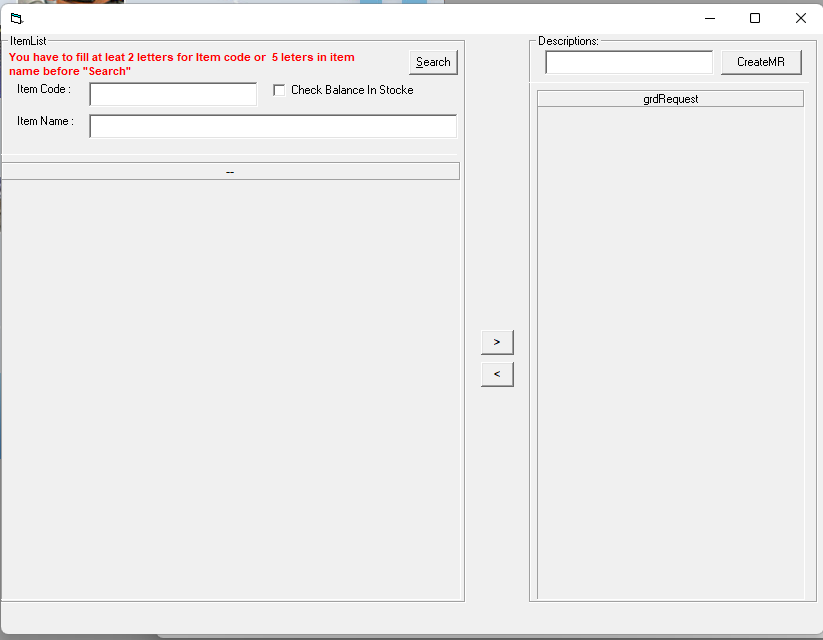 ItemList
You have to fill at leat 2 letters for Item code or  5 leters in item
name before "Search"
Search
Item Code :
Check Balance In Stocke
Item Name :
--
>
<
Descriptions:
CreateMR
grdRequest